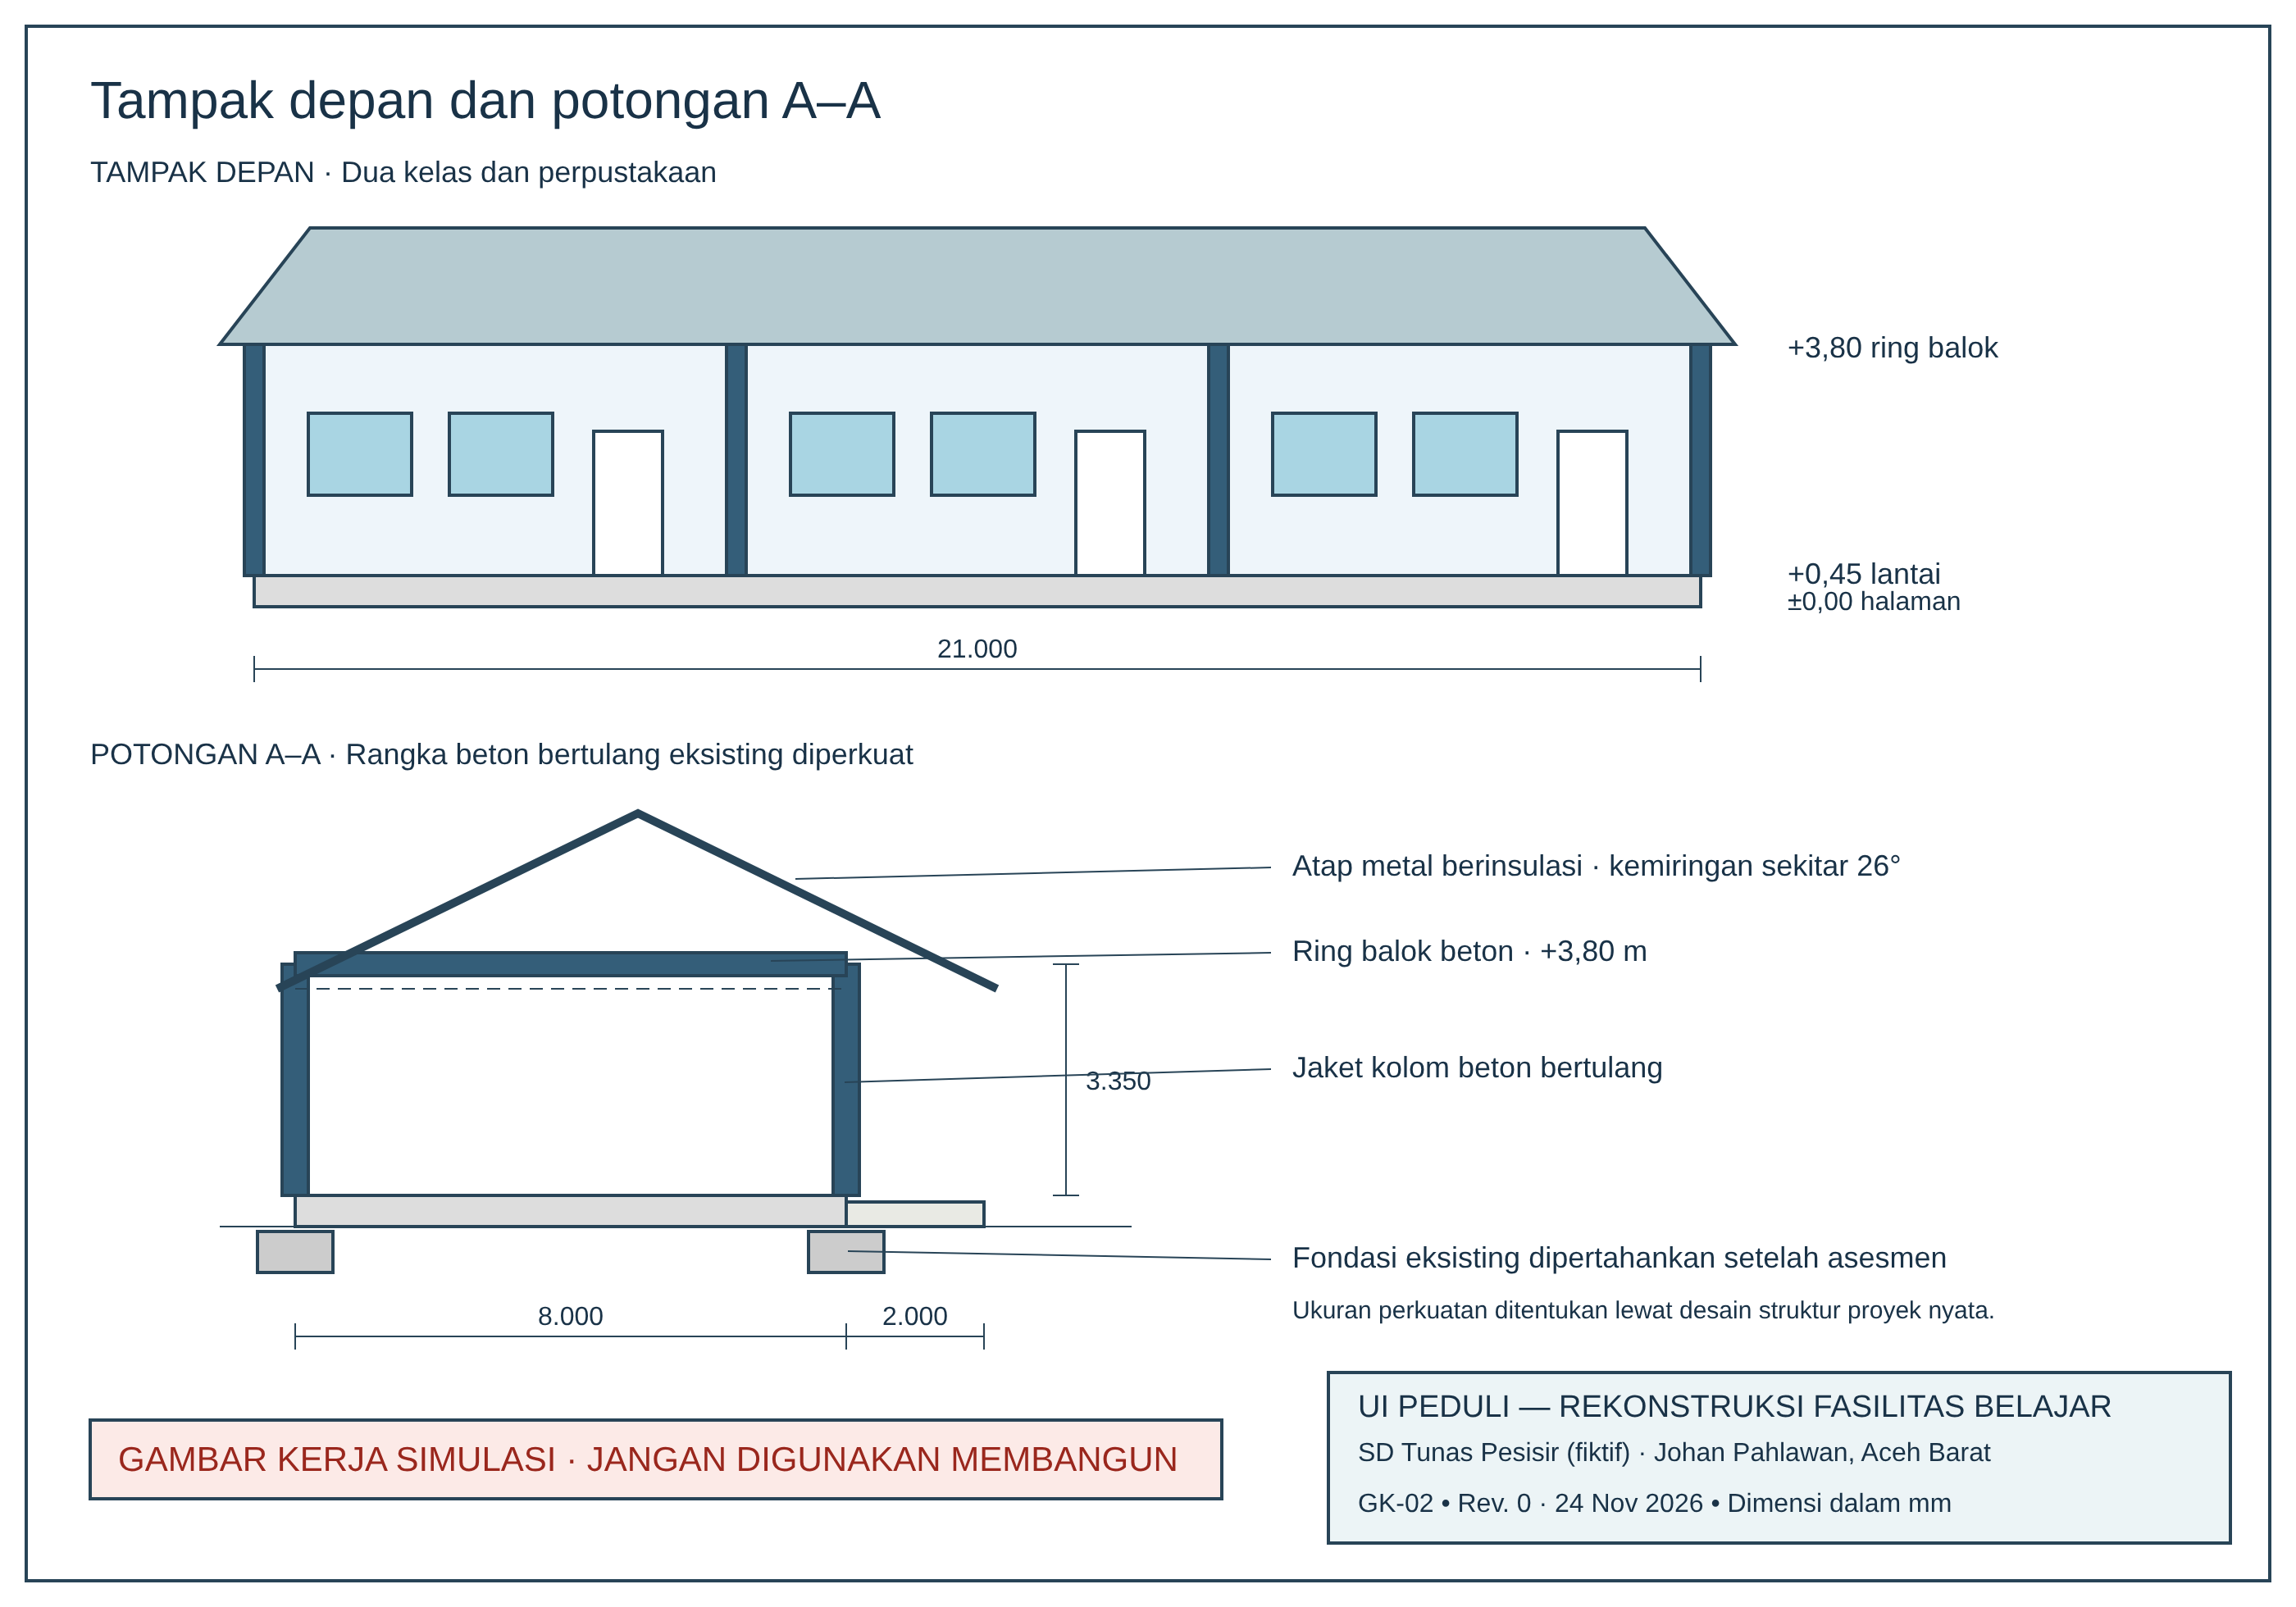 Tampak depan dan potongan A–A
TAMPAK DEPAN · Dua kelas dan perpustakaan
+3,80 ring balok
+0,45 lantai
±0,00 halaman
21.000
POTONGAN A–A · Rangka beton bertulang eksisting diperkuat
Atap metal berinsulasi · kemiringan sekitar 26°
Ring balok beton · +3,80 m
Jaket kolom beton bertulang
3.350
Fondasi eksisting dipertahankan setelah asesmen
Ukuran perkuatan ditentukan lewat desain struktur proyek nyata.
8.000
2.000
GAMBAR KERJA SIMULASI · JANGAN DIGUNAKAN MEMBANGUN
UI PEDULI — REKONSTRUKSI FASILITAS BELAJAR
SD Tunas Pesisir (fiktif) · Johan Pahlawan, Aceh Barat
GK-02 • Rev. 0 · 24 Nov 2026 • Dimensi dalam mm